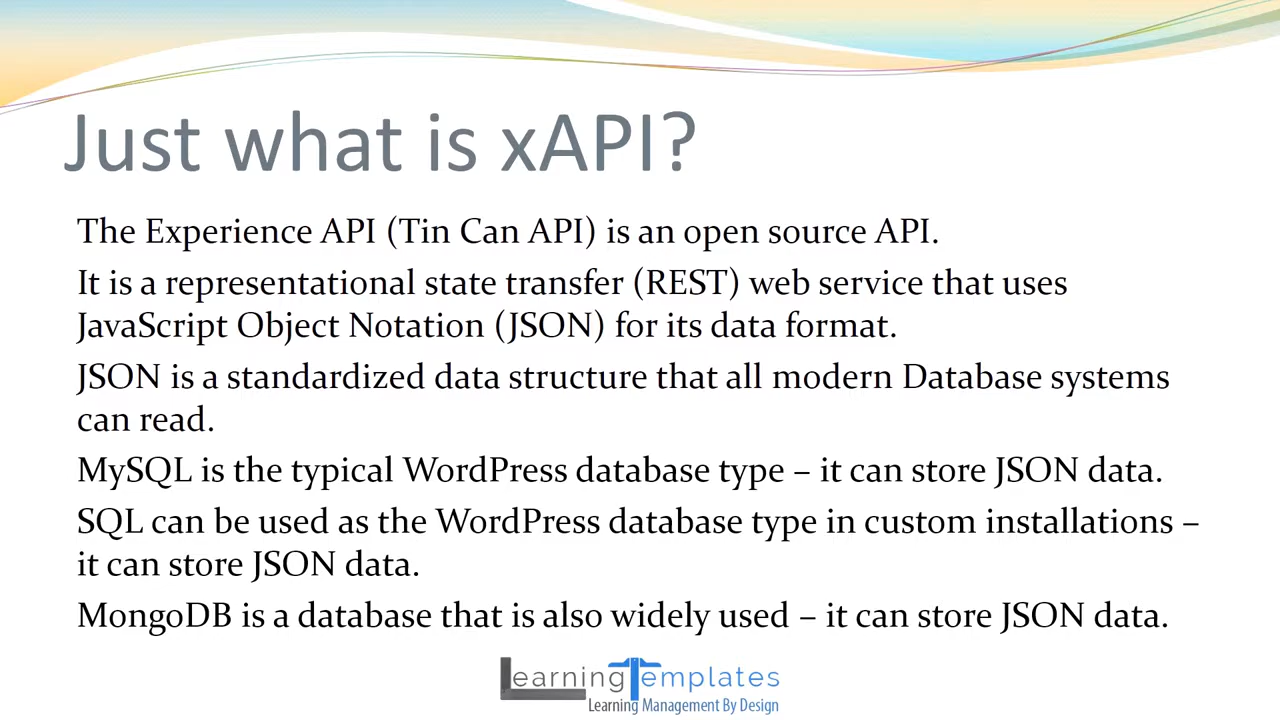 Just what is xAPI?
The Experience API (Tin Can API) is an open source API.
It is a representational state transfer (REST) web service that uses
JavaScript Object Notation (JSON) for its data format.
JSON is a standardized data structure that all modern Database systems
can read.
MySQL is the typical WordPress database type – it can store JSON data.
SQL can be used as the WordPress database type in custom installations –
it can store JSON data.
MongoDB is a database that is also widely used – it can store JSON data.
LearningTemplates
Learning Management By Design